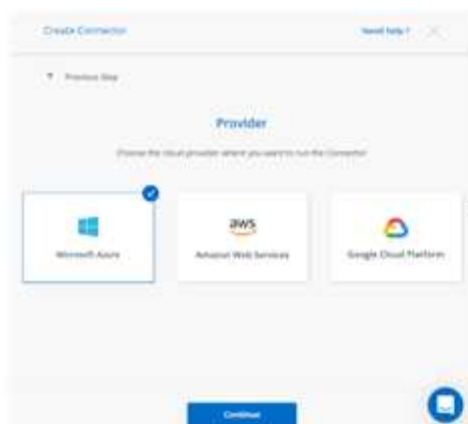 Create Connector
Need help ?
Previous Step
Provider
Choose the cloud provider where you want to run the Connector
Microsoft Azure
aws
Amazon Web Services
Google Cloud Platform
Continue